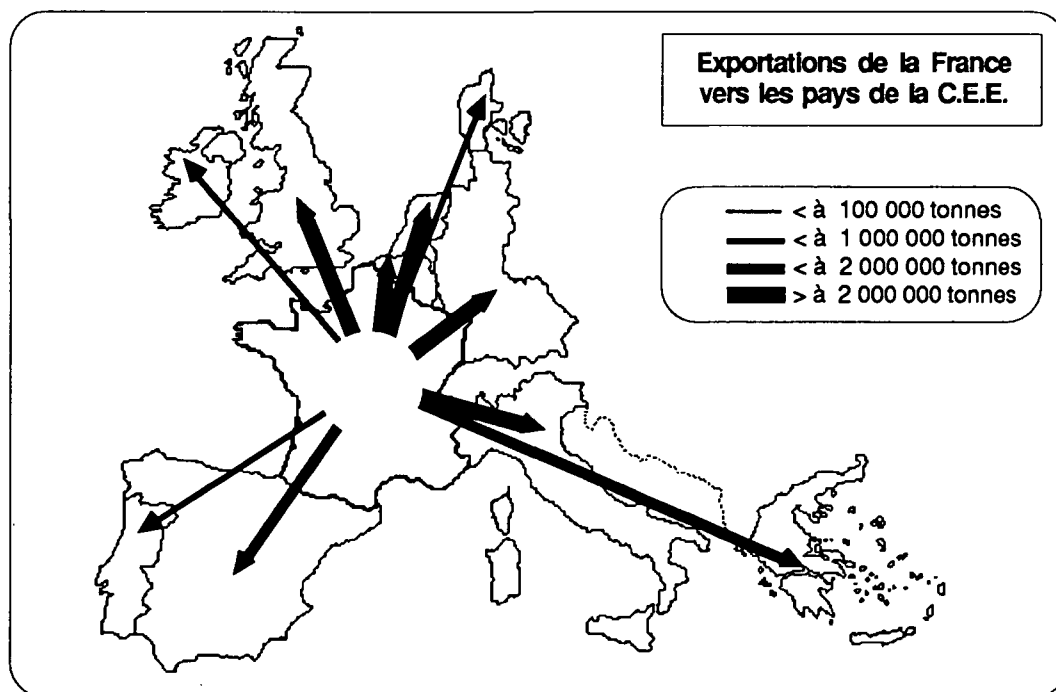 Exportations de la France
vers les pays de la C.E.E.
< à 100 000 tonnes
< à 1 000 000 tonnes
< à 2 000 000 tonnes
> à 2 000 000 tonnes